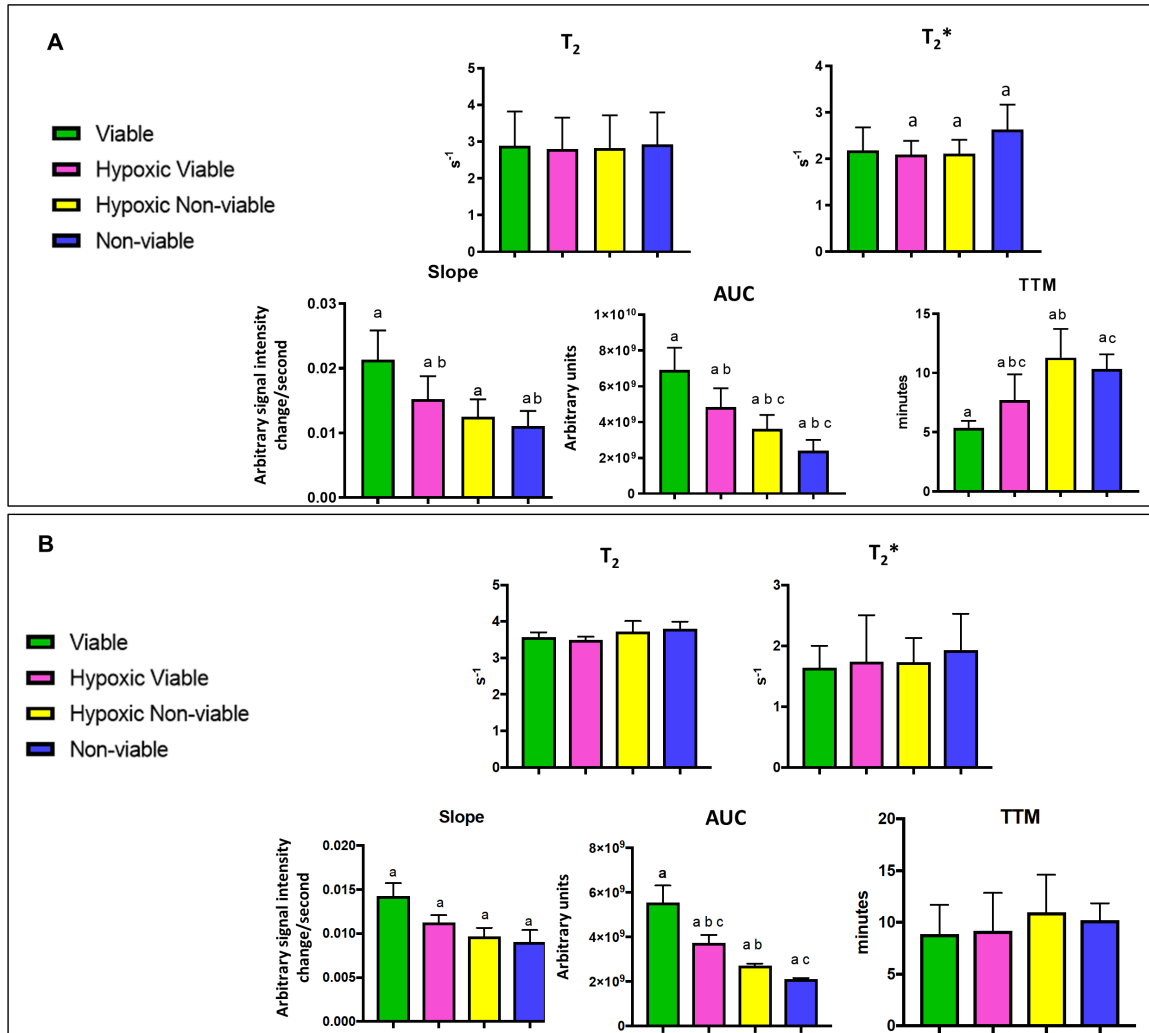 A
T₂
T₂*
Viable
Hypoxic Viable
Hypoxic Non-viable
Non-viable
s⁻¹
5
4
3
2
1
0
s⁻¹
4
3
2
1
0
a
a
a
Slope
Arbitrary signal intensity
change/second
0.03
0.02
0.01
0.00
a
a b
a
ab
AUC
Arbitrary units
1×10¹⁰
8×10⁹
6×10⁹
4×10⁹
2×10⁹
0
a
a b
a b c
a b c
TTM
minutes
15
10
5
0
a
abc
ab
ac
B
T₂
T₂*
Viable
Hypoxic Viable
Hypoxic Non-viable
Non-viable
s⁻¹
5
4
3
2
1
0
s⁻¹
3
2
1
0
Slope
Arbitrary signal intensity
change/second
0.020
0.015
0.010
0.005
0.000
a
a
a
a
AUC
Arbitrary units
8×10⁹
6×10⁹
4×10⁹
2×10⁹
0
a
a b c
a b
a c
TTM
minutes
20
15
10
5
0